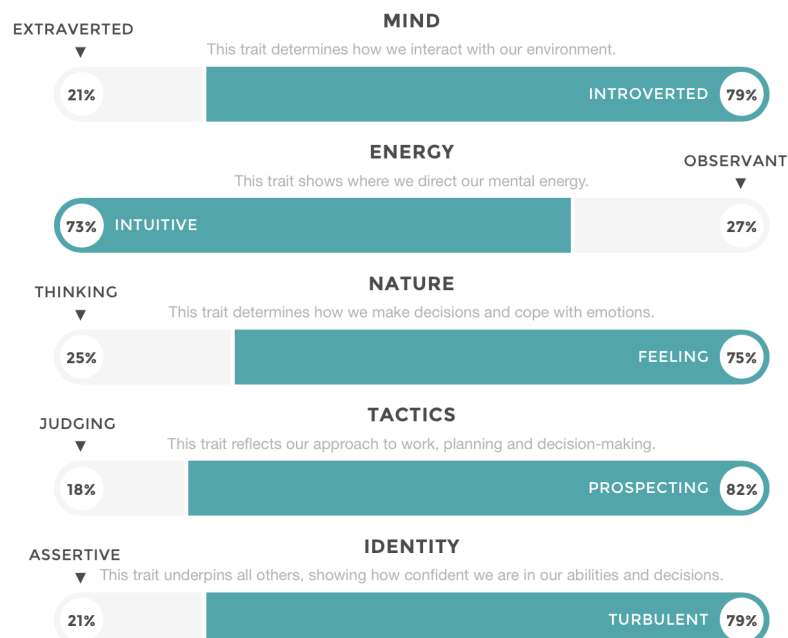 MIND
EXTRAVERTED
This trait determines how we interact with our environment.
21% INTROVERTED 79%
ENERGY
OBSERVANT
This trait shows where we direct our mental energy.
73% INTUITIVE 27%
NATURE
THINKING
This trait determines how we make decisions and cope with emotions.
25% FEELING 75%
TACTICS
JUDGING
This trait reflects our approach to work, planning and decision-making.
18% PROSPECTING 82%
IDENTITY
ASSERTIVE
This trait underpins all others, showing how confident we are in our abilities and decisions.
21% TURBULENT 79%